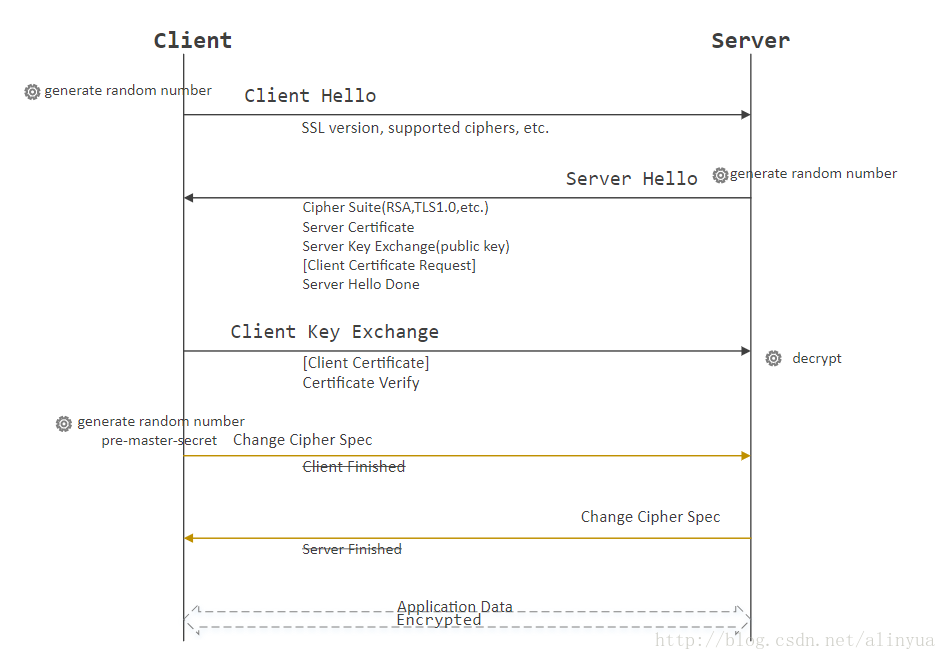 Client
Server
generate random number
Client Hello
SSL version, supported ciphers, etc.
Server Hello
generate random number
Cipher Suite(RSA,TLS1.0,etc.)
Server Certificate
Server Key Exchange(public key)
[Client Certificate Request]
Server Hello Done
Client Key Exchange
[Client Certificate]
Certificate Verify
decrypt
generate random number
pre-master-secret
Change Cipher Spec
Client Finished
Change Cipher Spec
Server Finished
Application Data
Encrypted
http://blog.csdn.net/alinyua